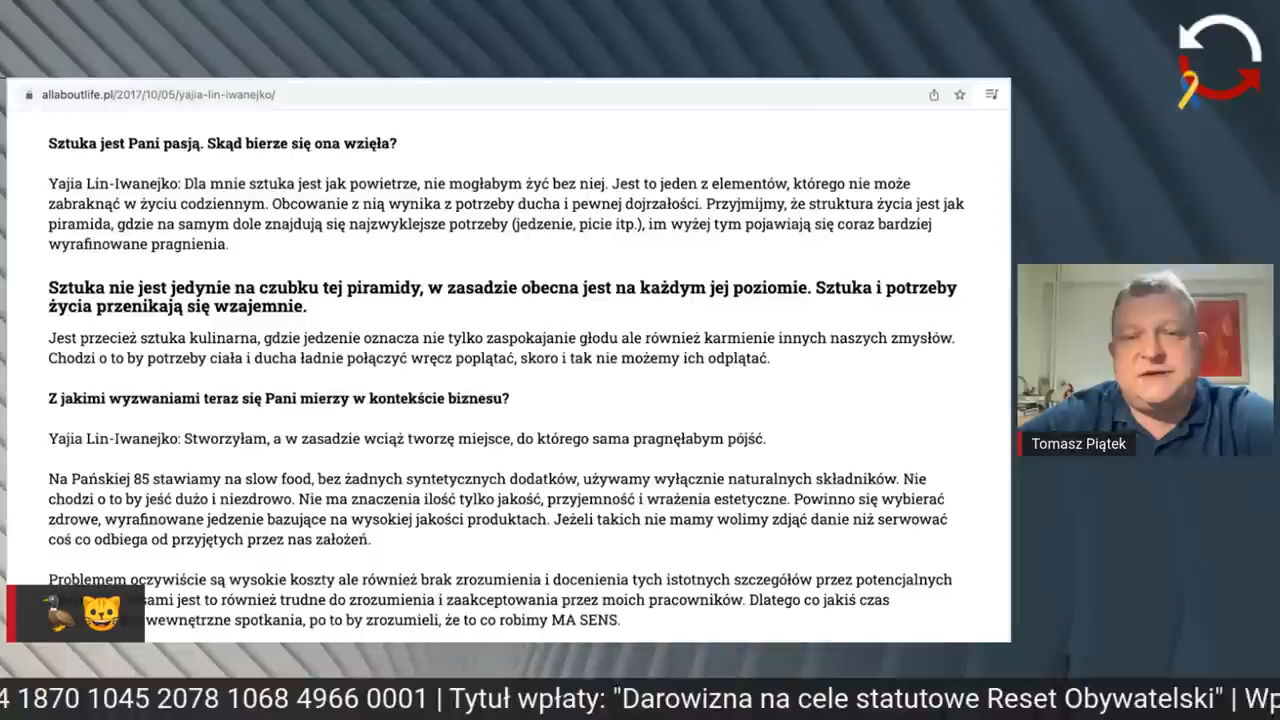 allaboutlife.pl/2017/10/05/yajia-lin-iwanejko/
Sztuka jest Pani pasją. Skąd bierze się ona wzięła?
Yajia Lin-Iwanejko: Dla mnie sztuka jest jak powietrze, nie mogłabym żyć bez niej. Jest to jeden z elementów, którego nie może
zabraknąć w życiu codziennym. Obcowanie z nią wynika z potrzeby ducha i pewnej dojrzałości. Przyjmijmy, że struktura życia jest jak
piramida, gdzie na samym dole znajdują się najzwyklejsze potrzeby (jedzenie, picie itp.), im wyżej tym pojawiają się coraz bardziej
wyrafinowane pragnienia.
Sztuka nie jest jedynie na czubku tej piramidy, w zasadzie obecna jest na każdym jej poziomie. Sztuka i potrzeby
życia przenikają się wzajemnie.
Jest przecież sztuka kulinarna, gdzie jedzenie oznacza nie tylko zaspokajanie głodu ale również karmienie innych naszych zmysłów.
Chodzi o to by potrzeby ciała i ducha ładnie połączyć wręcz poplątać, skoro i tak nie możemy ich odplątać.
Z jakimi wyzwaniami teraz się Pani mierzy w kontekście biznesu?
Yajia Lin-Iwanejko: Stworzyłam, a w zasadzie wciąż tworzę miejsce, do którego sama pragnęłabym pójść.
Na Pańskiej 85 stawiamy na slow food, bez żadnych syntetycznych dodatków, używamy wyłącznie naturalnych składników. Nie
chodzi o to by jeść dużo i niezdrowo. Nie ma znaczenia ilość tylko jakość, przyjemność i wrażenia estetyczne. Powinno się wybierać
zdrowe, wyrafinowane jedzenie bazujące na wysokiej jakości produktach. Jeżeli takich nie mamy wolimy zdjąć danie niż serwować
coś co odbiega od przyjętych przez nas założeń.
Problemem oczywiście są wysokie koszty ale również brak zrozumienia i docenienia tych istotnych szczegółów przez potencjalnych
jest to również trudne do zrozumienia i zaakceptowania przez moich pracowników. Dlatego co jakiś czas
wewnętrzne spotkania, po to by zrozumieli, że to co robimy MA SENS.
Tomasz Piątek
4 1870 1045 2078 1068 4966 0001 | Tytuł wpłaty: "Darowizna na cele statutowe Reset Obywatelski" | Wp